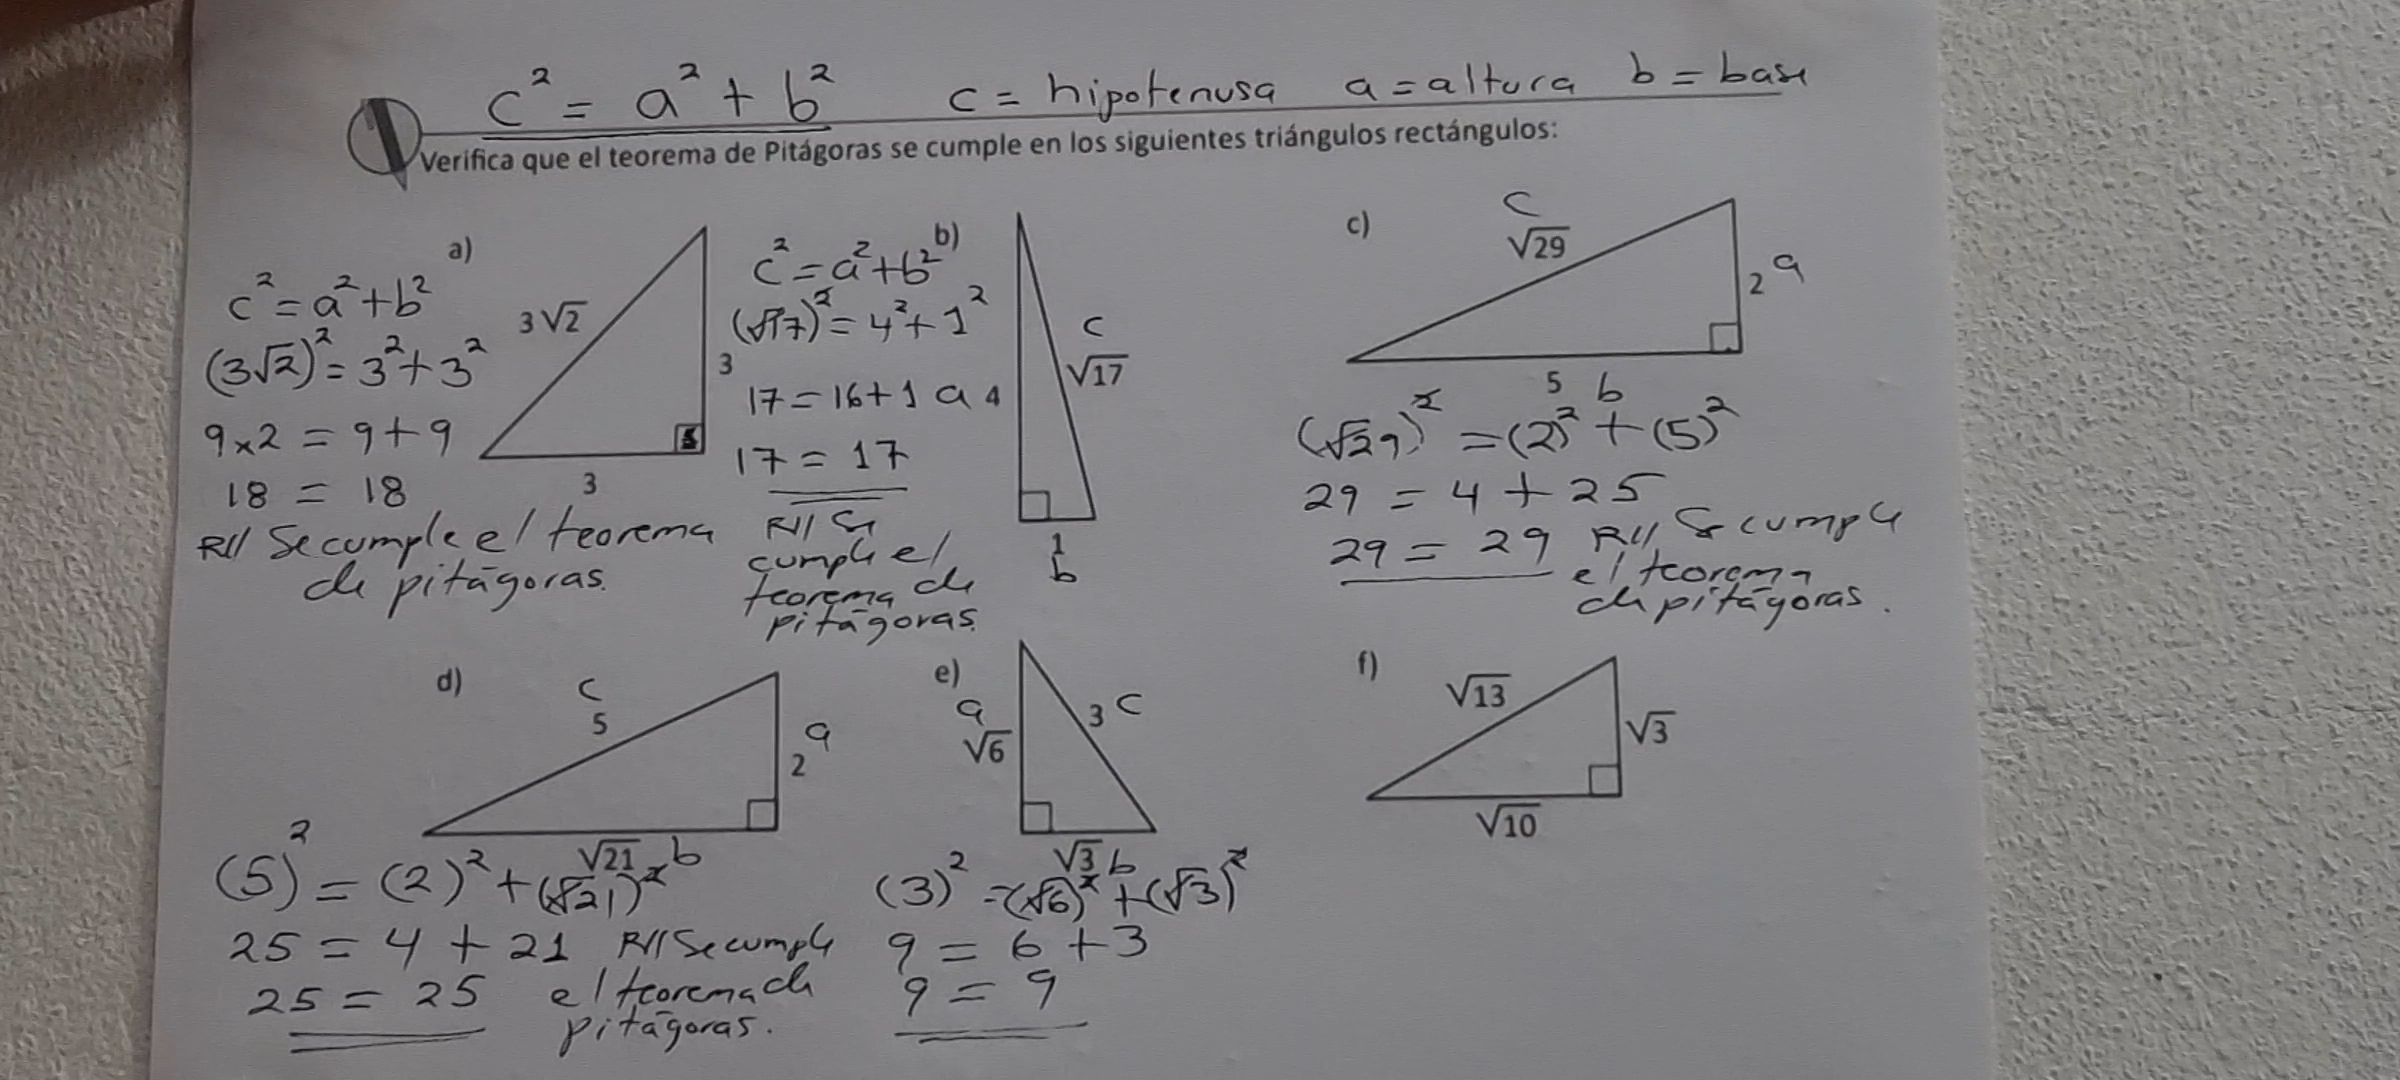 c² = a² + b² c = hipotenusa a = altura b = base
Verifica que el teorema de Pitágoras se cumple en los siguientes triángulos rectángulos:
a)
c² = a² + b²
(3√2)² = 3² + 3²
9 x 2 = 9 + 9
18 = 18
R// Se cumple el teorema
de pitágoras.
3√2
3
3
b)
c² = a² + b²
(√17)² = 4² + 1²
17 = 16 + 1
17 = 17
R// Se
cumple el
teorema de
pitágoras.
a 4
c
√17
1
b
c)
c
√29
2 a
5 b
(√29)² = (2)² + (5)²
29 = 4 + 25
29 = 29 R// Se cumple
el teorema
de pitágoras.
d)
c
5
a
2
√21 b
(5)² = (2)² + (√21)²
25 = 4 + 21 R// Se cumple
25 = 25 el teorema de
pitágoras.
e)
a
√6
3 c
√3 b
(3)² = (√6)² + (√3)²
9 = 6 + 3
9 = 9
f)
√13
√3
√10